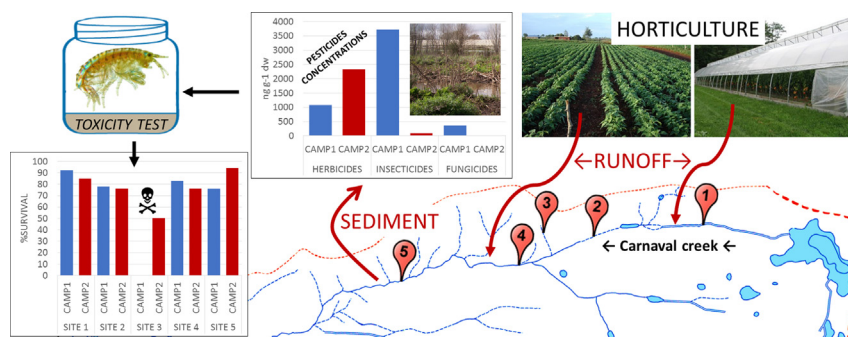 TOXICITY TEST
4000
3500
3000
2500
2000
1500
1000
500
0
ng g-1 dw
PESTICIDES
CONCENTRATIONS
CAMP1 CAMP2 CAMP1 CAMP2 CAMP1 CAMP2
HERBICIDES INSECTICIDES FUNGICIDES
HORTICULTURE
←RUNOFF→
SEDIMENT
1
2
3
4
5
← Carnaval creek ←
100
90
80
70
60
50
40
30
20
10
0
%SURVIVAL
CAMP1 CAMP2 CAMP1 CAMP2 CAMP1 CAMP2 CAMP1 CAMP2 CAMP1 CAMP2
SITE 1 SITE 2 SITE 3 SITE 4 SITE 5